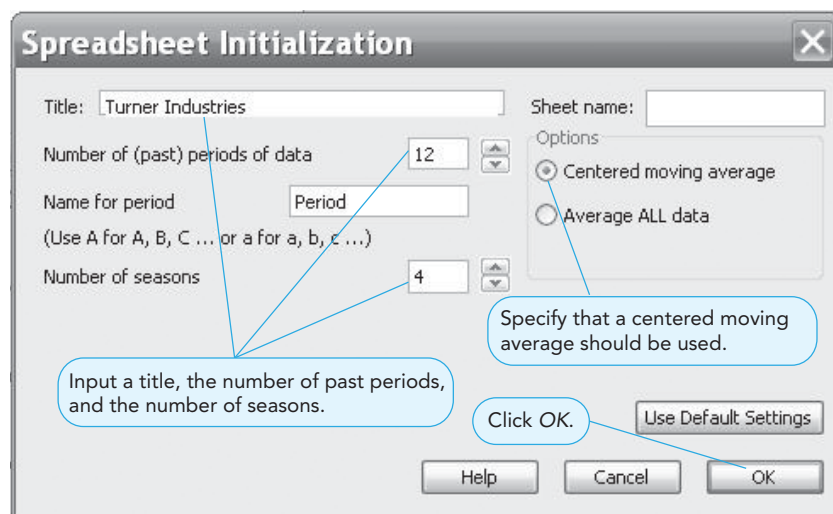 Spreadsheet Initialization
Title: Turner Industries
Sheet name:
Number of (past) periods of data 12
Options
Centered moving average
Name for period Period
Average ALL data
(Use A for A, B, C ... or a for a, b, c ...)
Number of seasons 4
Specify that a centered moving
average should be used.
Input a title, the number of past periods,
and the number of seasons.
Click OK.
Use Default Settings
Help
Cancel
OK